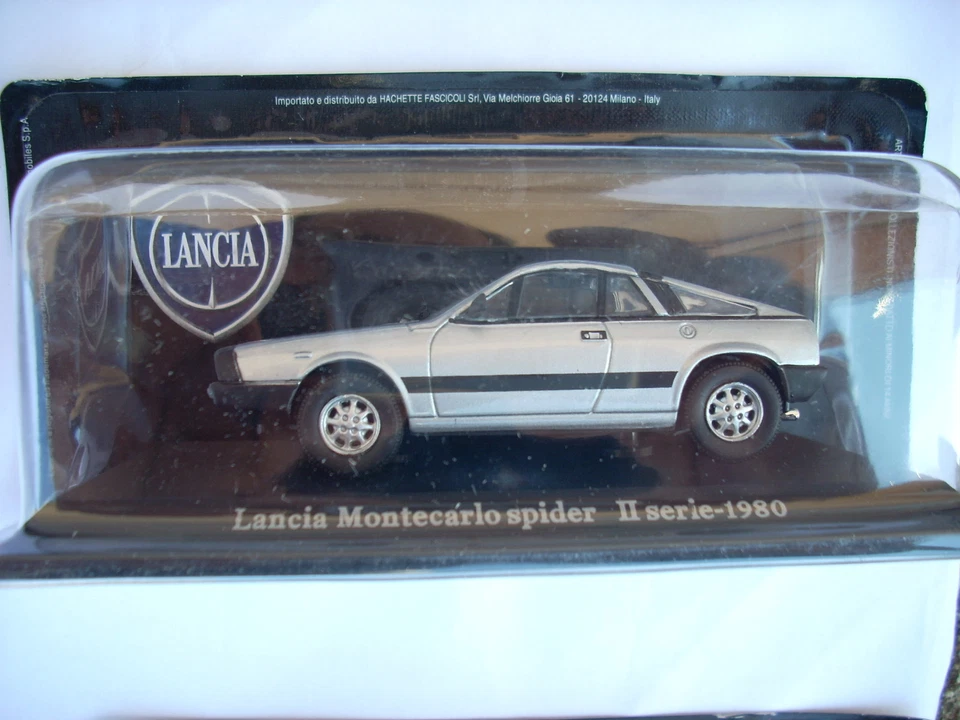 Importato e distribuito da HACHETTE FASCICOLI Srl, Via Melchiorre Gioia 61 - 20124 Milano - Italy
obiles S.p.A.
LANCIA
Lancia Montecarlo spider II serie-1980